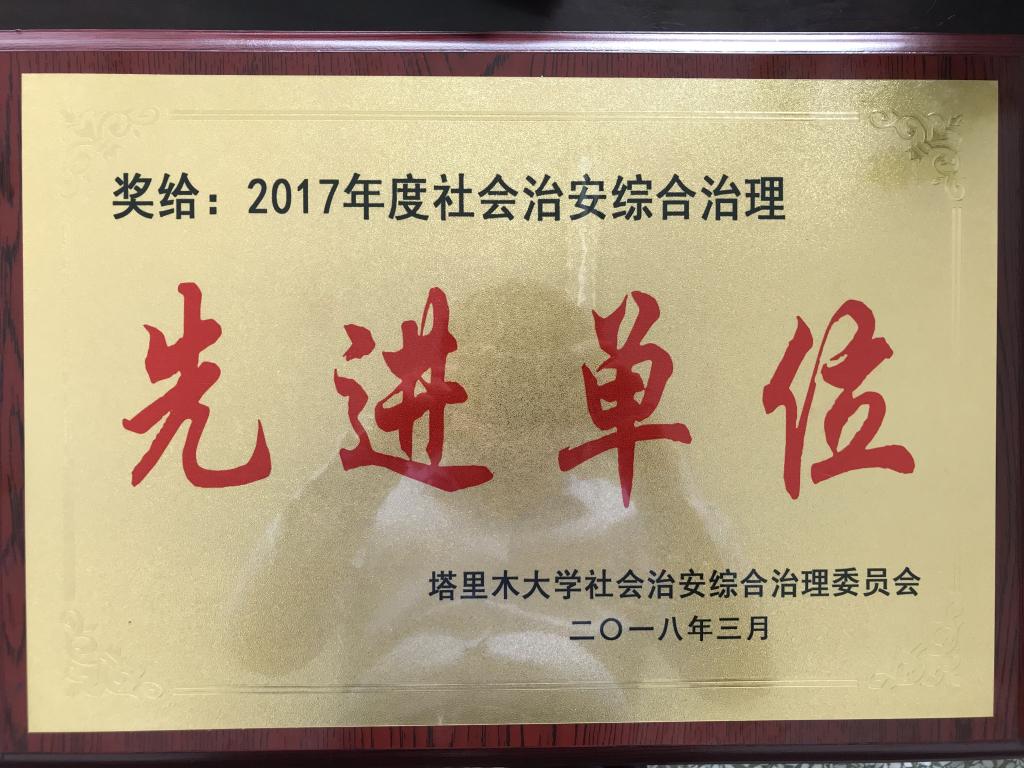 奖给：2017年度社会治安综合治理
先进单位
塔里木大学社会治安综合治理委员会
二〇一八年三月